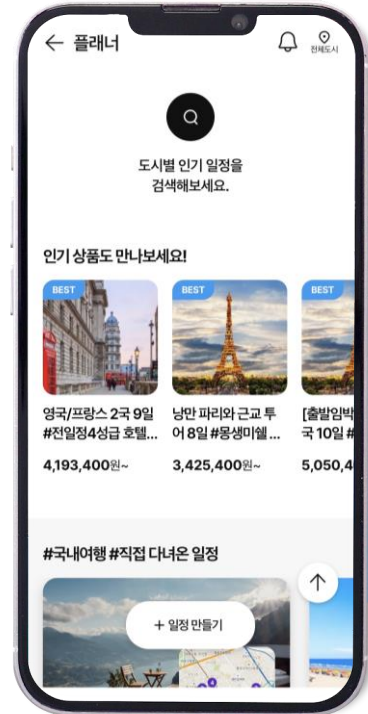 플래너
전체도시
도시별 인기 일정을
검색해보세요.
인기 상품도 만나보세요!
BEST
BEST
BEST
영국/프랑스 2국 9일
#전일정4성급 호텔...
4,193,400원~
낭만 파리와 근교 투
어 8일 #몽생미쉘 ...
3,425,400원~
[출발임박
국 10일 #
5,050,4
#국내여행 #직접 다녀온 일정
+ 일정 만들기